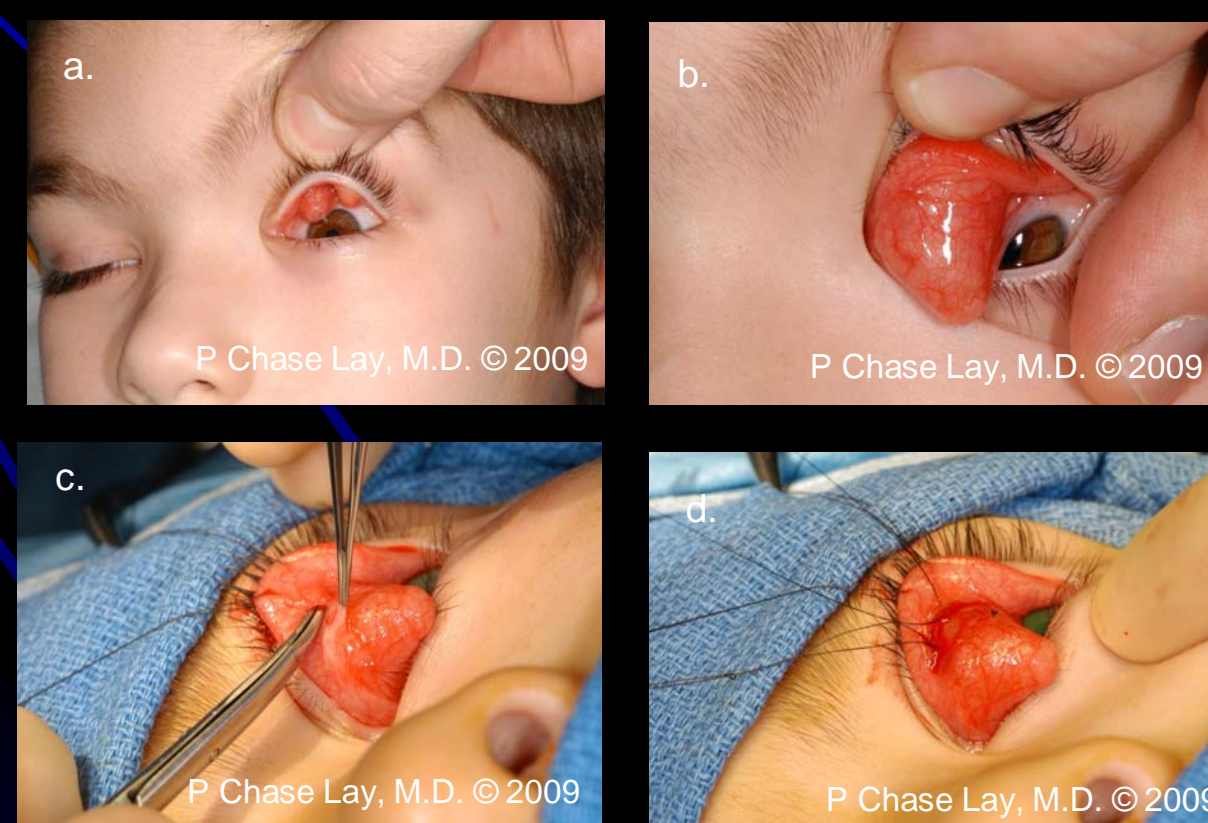 a.
b.
P Chase Lay, M.D. © 2009
P Chase Lay, M.D. © 2009
c.
d.
P Chase Lay, M.D. © 2009
P Chase Lay, M.D. © 2009